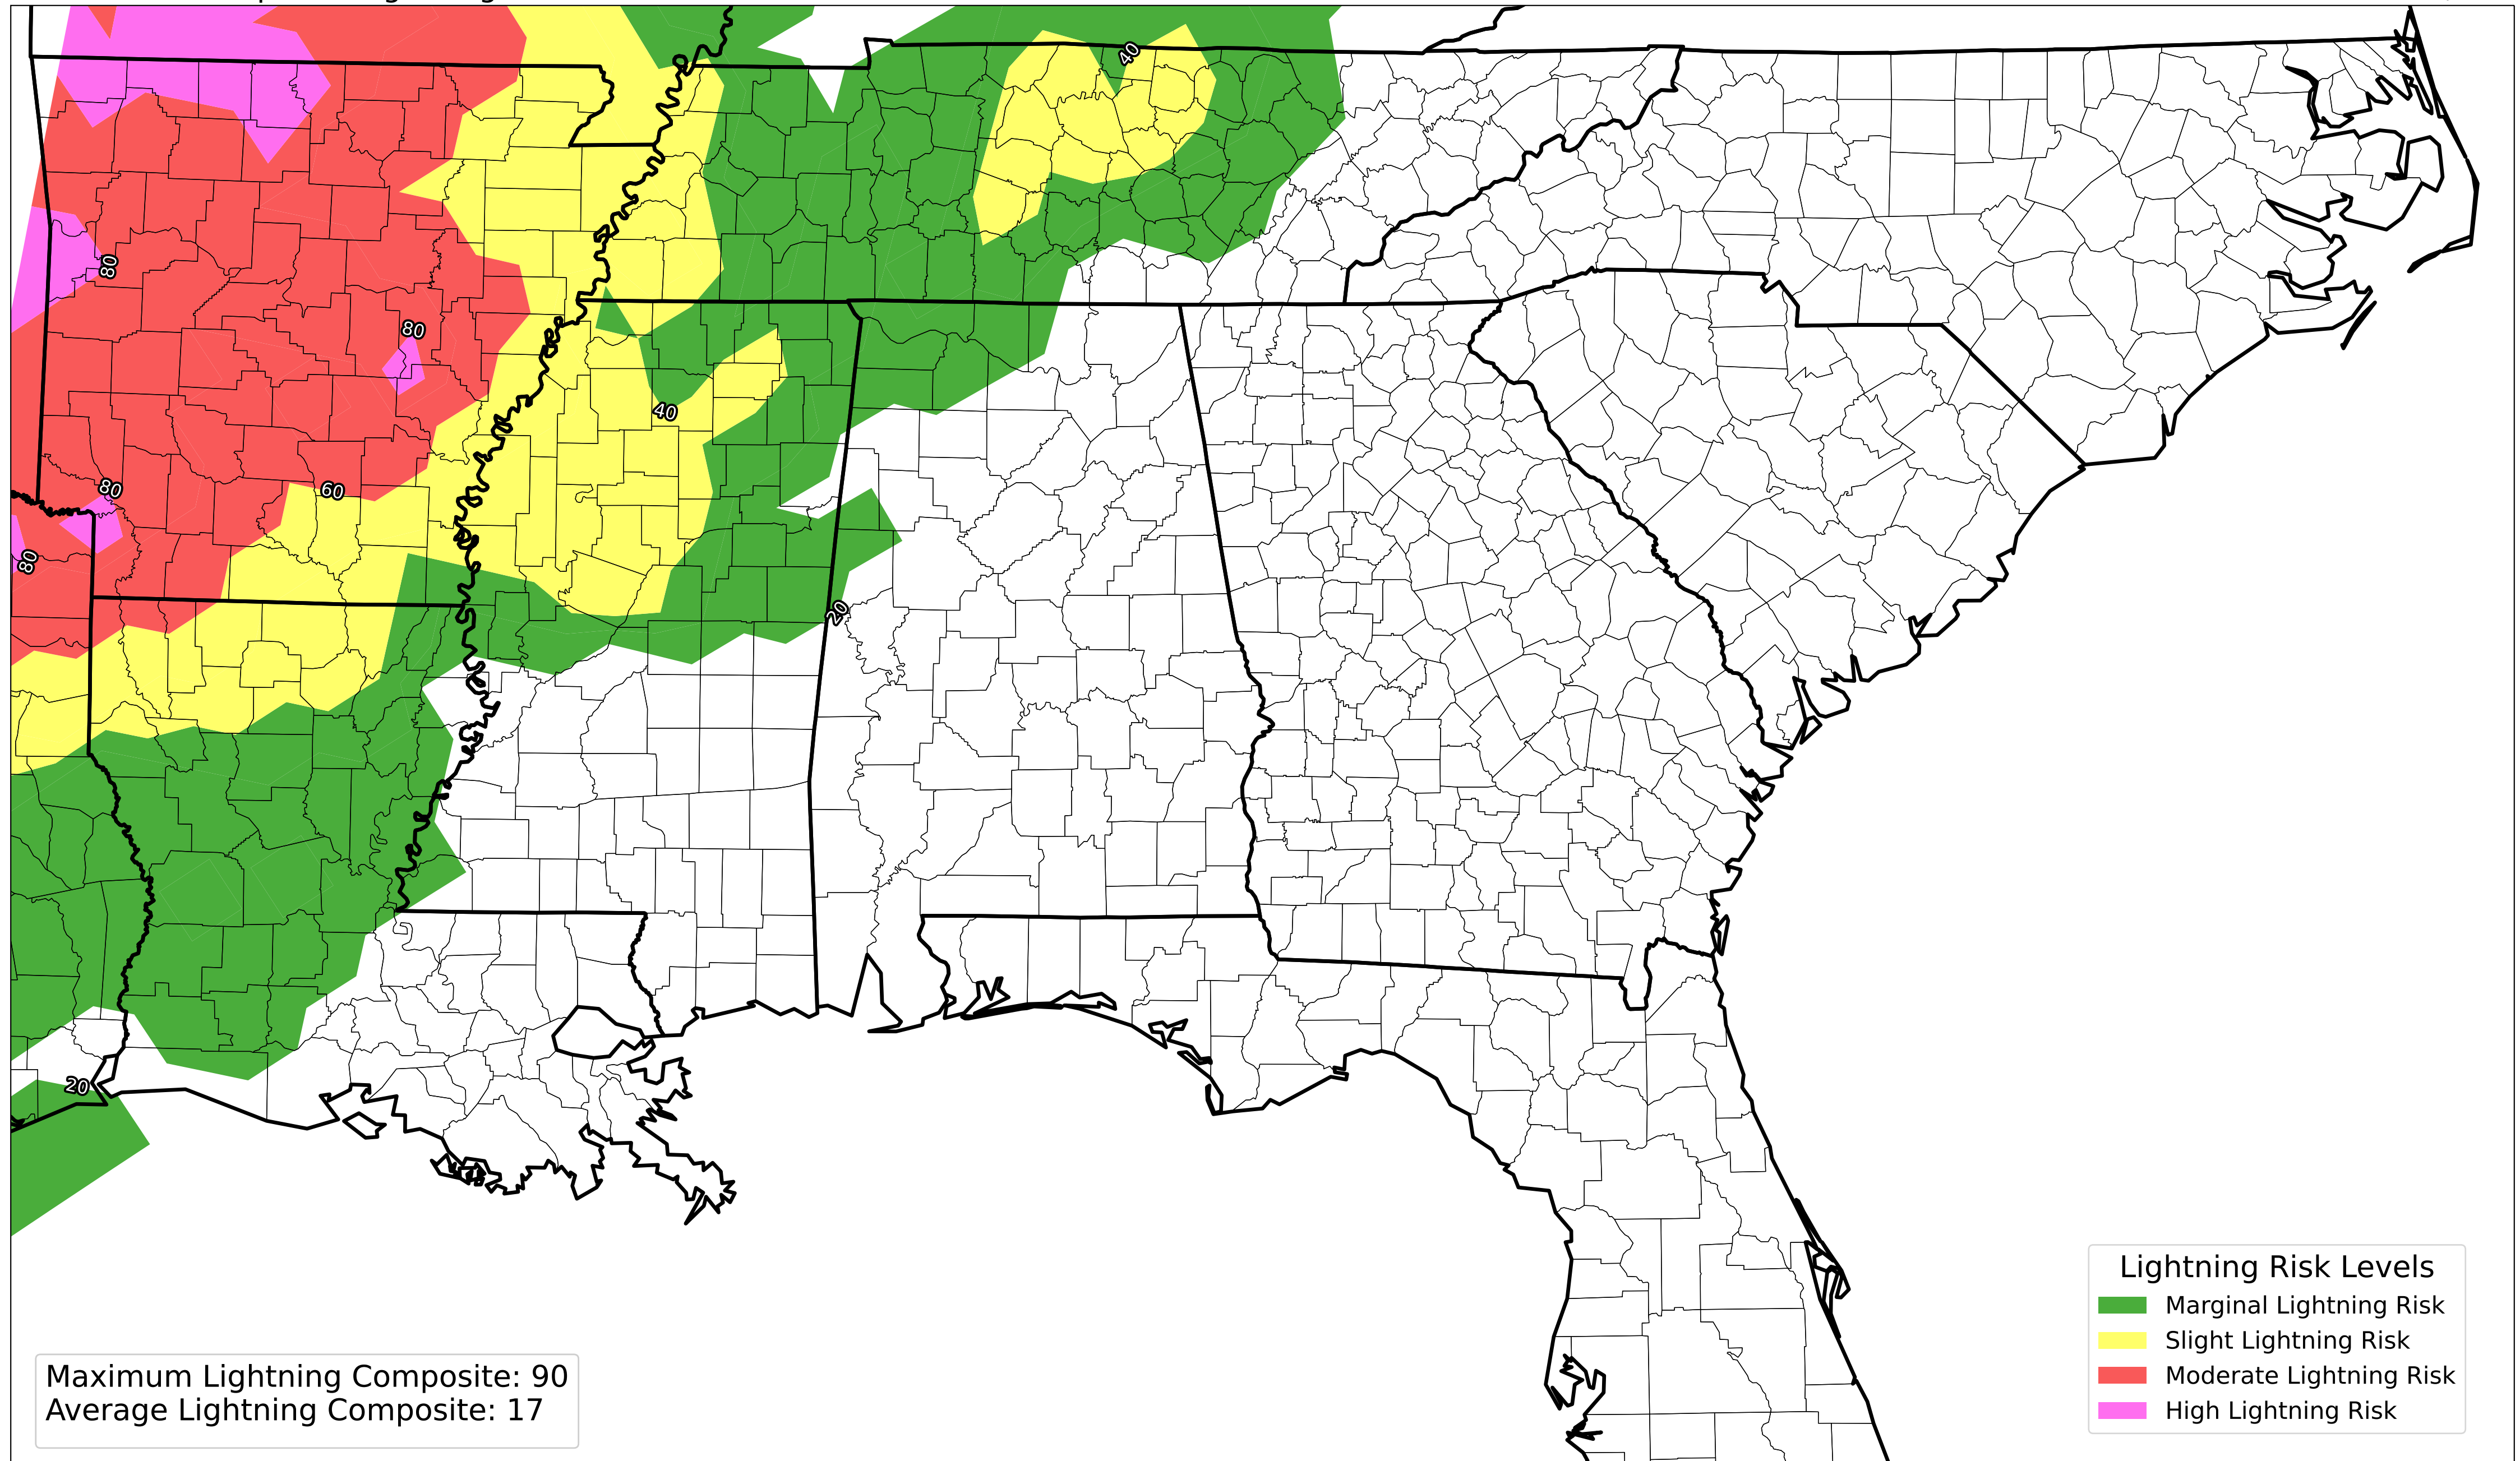 40
80
80
40
80
60
80
20
20
Lightning Risk Levels
Marginal Lightning Risk
Slight Lightning Risk
Moderate Lightning Risk
High Lightning Risk
Maximum Lightning Composite: 90
Average Lightning Composite: 17